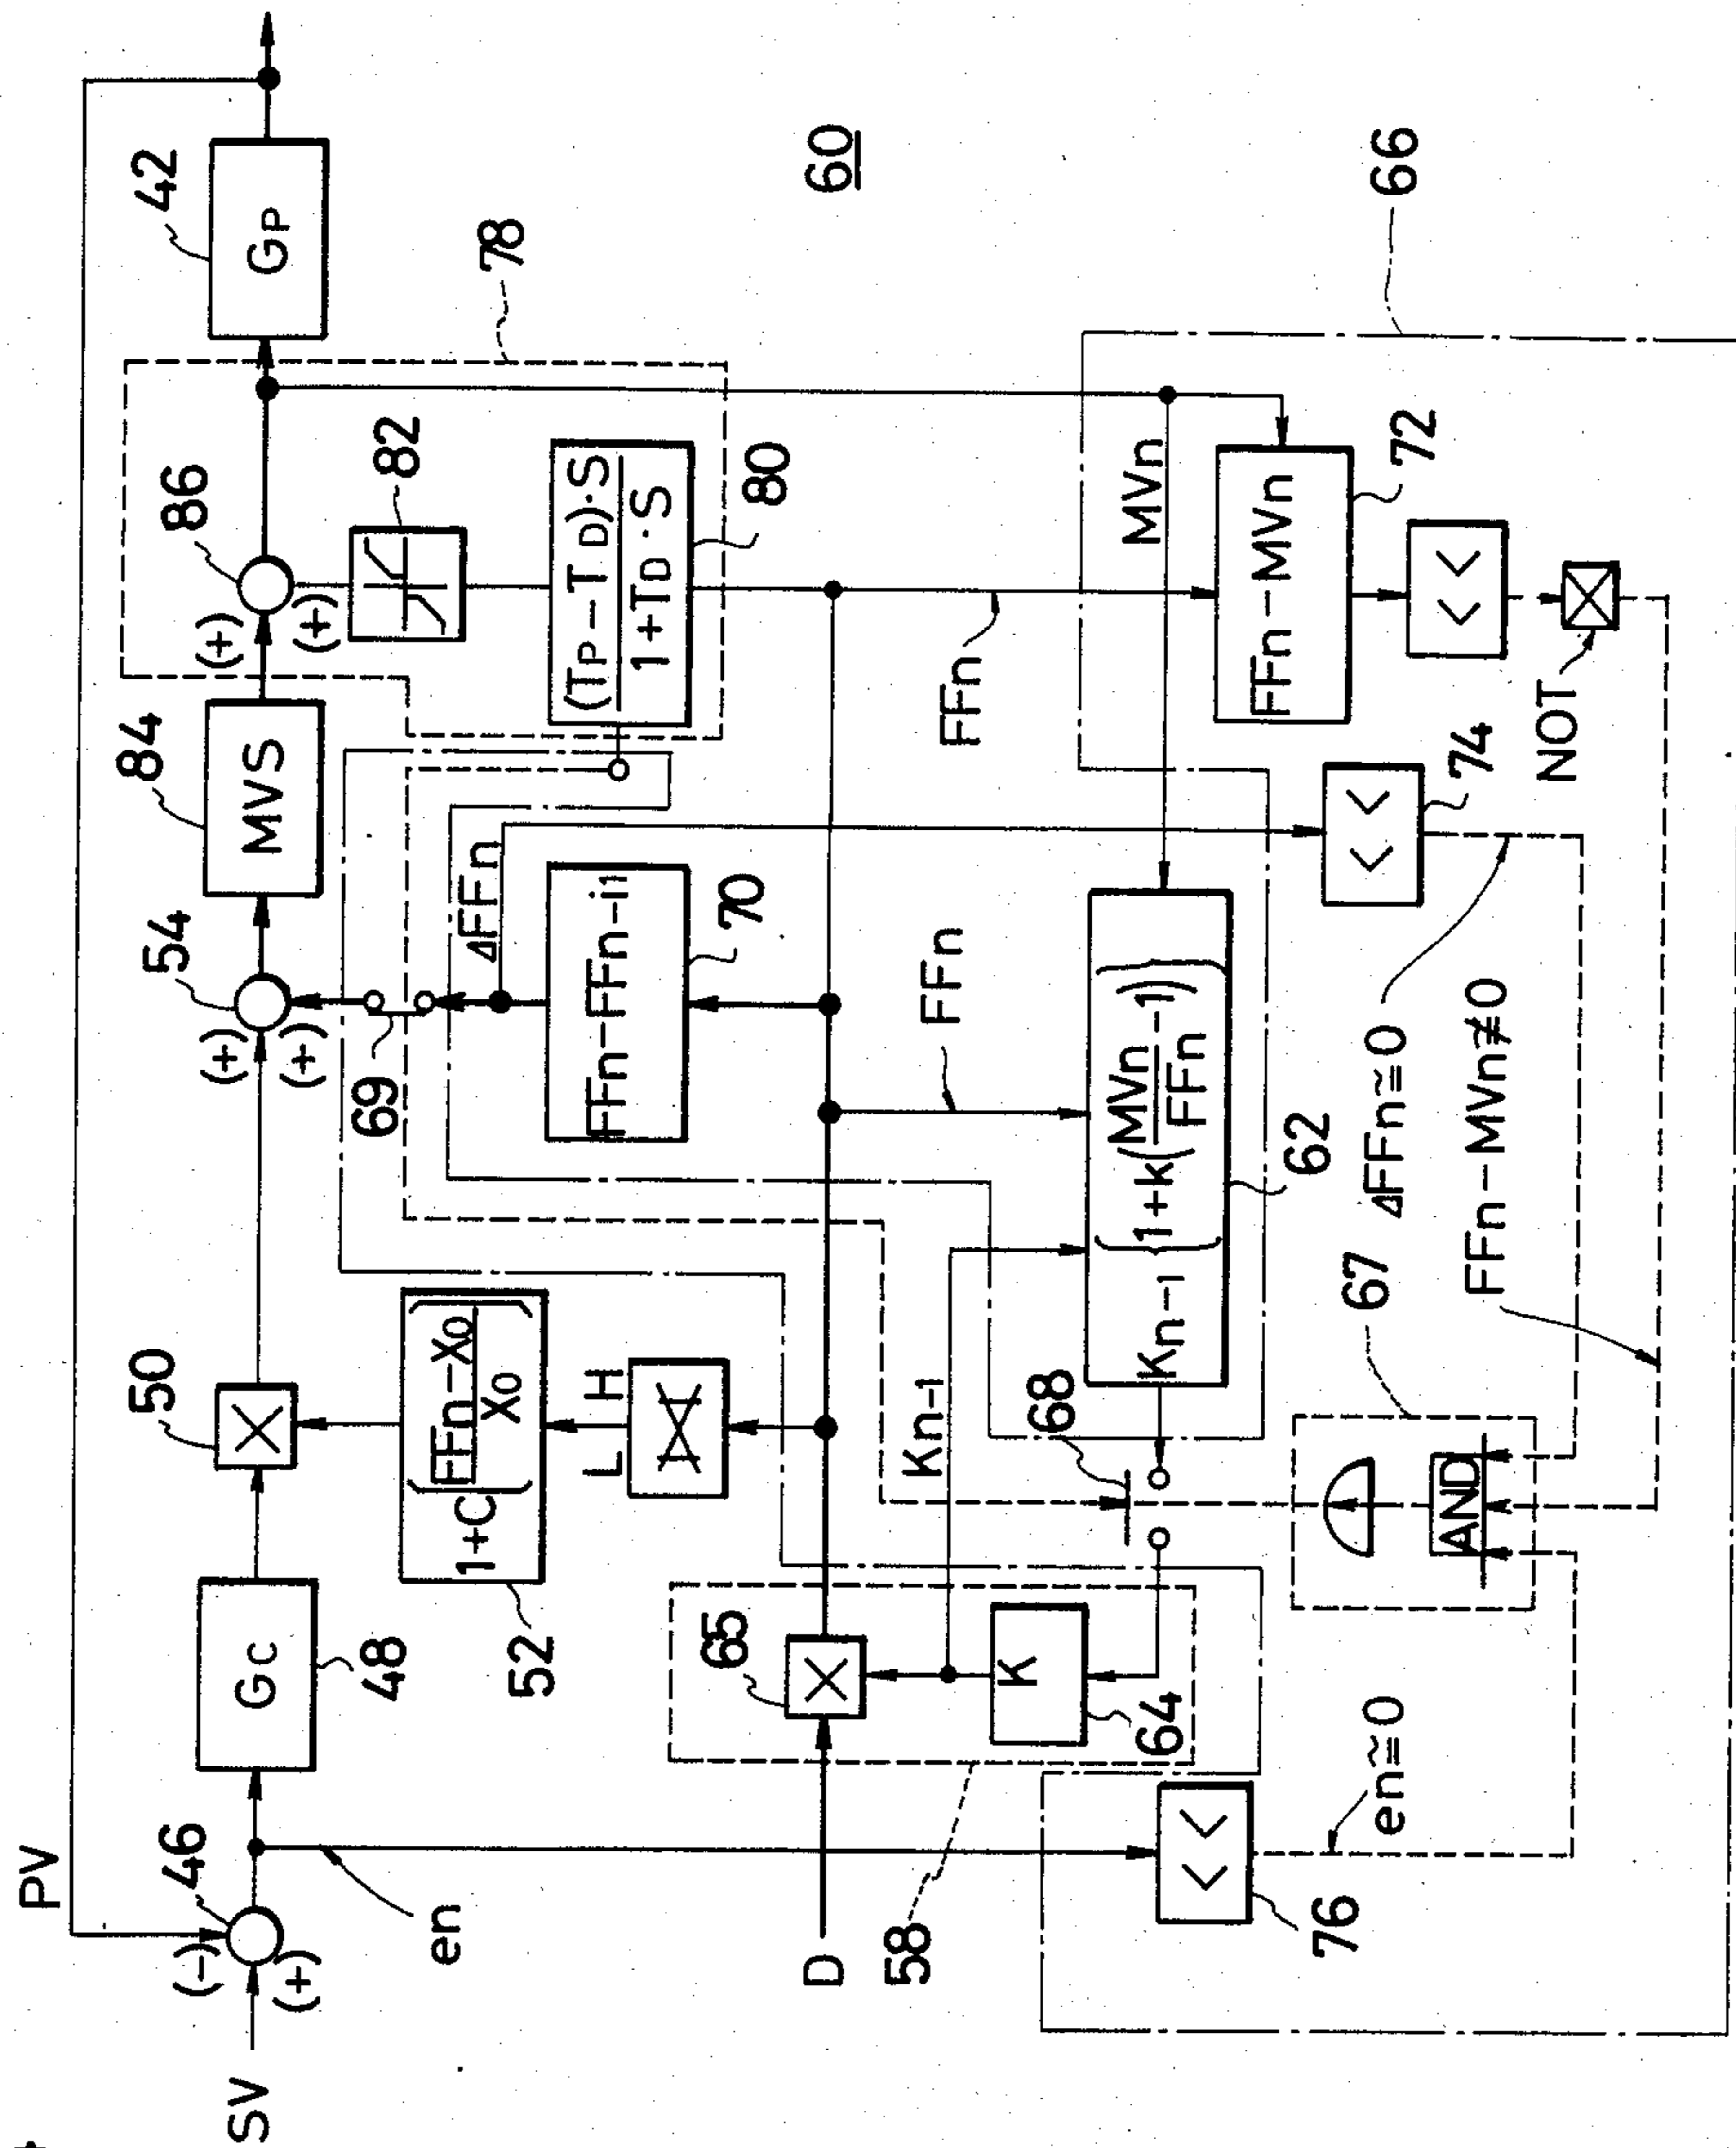 PV
SV
(-)
(+)
46
en
GC
48
50
(+)
(+)
54
MVS
84
(+)
(+)
86
GP
42
1+C(FFn-X0/X0)
52
L H
69
ΔFFn
FFn-FFn-i1
70
82
(TP-TD)·S/1+TD·S
80
78
60
D
65
K
64
58
Kn-1
68
FFn
Kn-1{1+k(MVn/FFn-1)}
62
FFn
MVn
FFn-MVn
72
66
74
76
NOT
67
AND
en≅0
ΔFFn≅0
FFn-MVn≇0